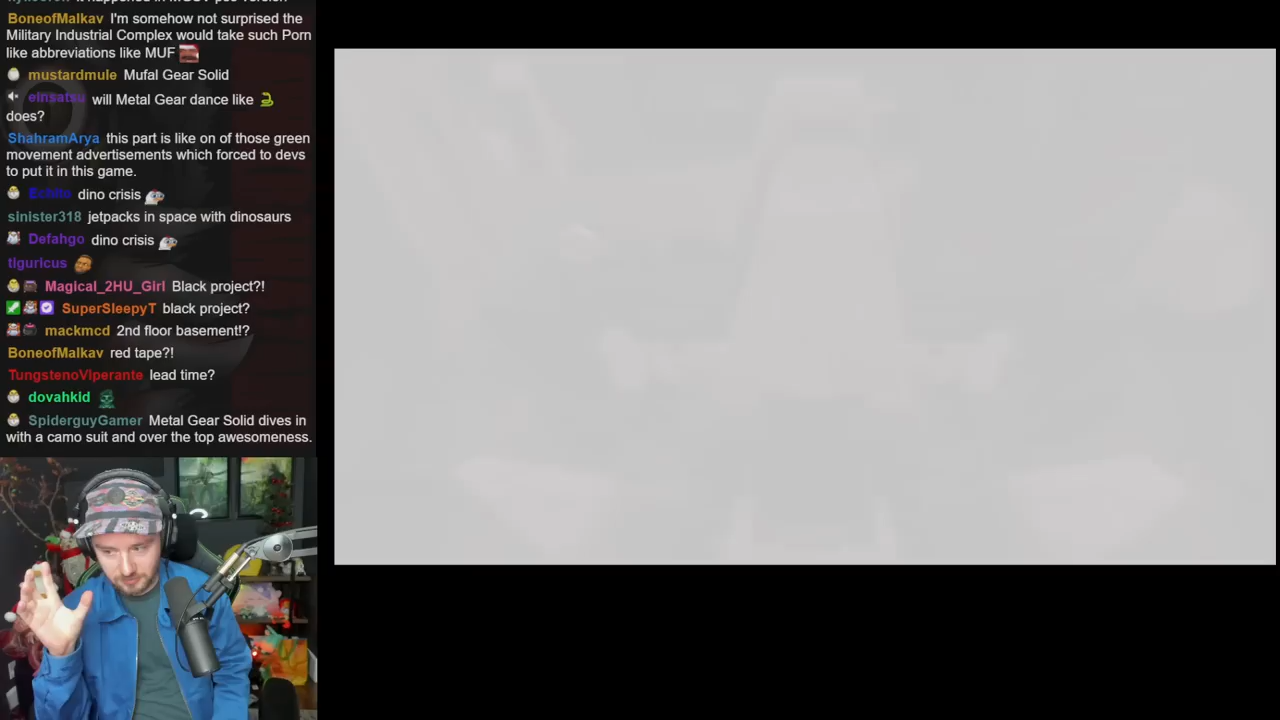 BoneofMalkav I'm somehow not surprised the
Military Industrial Complex would take such Porn
like abbreviations like MUF
mustardmule Mufal Gear Solid
einsatsu will Metal Gear dance like
does?
ShahramArya this part is like on of those green
movement advertisements which forced to devs
to put it in this game.
Echilo dino crisis
sinister318 jetpacks in space with dinosaurs
Defahgo dino crisis
Magical_2HU_Girl Black project?!
SuperSleepyT black project?
mackmcd 2nd floor basement!?
BoneofMalkav red tape?!
TungstenoViperante lead time?
dovahkid
SpiderguyGamer Metal Gear Solid dives in
with a camo suit and over the top awesomeness.